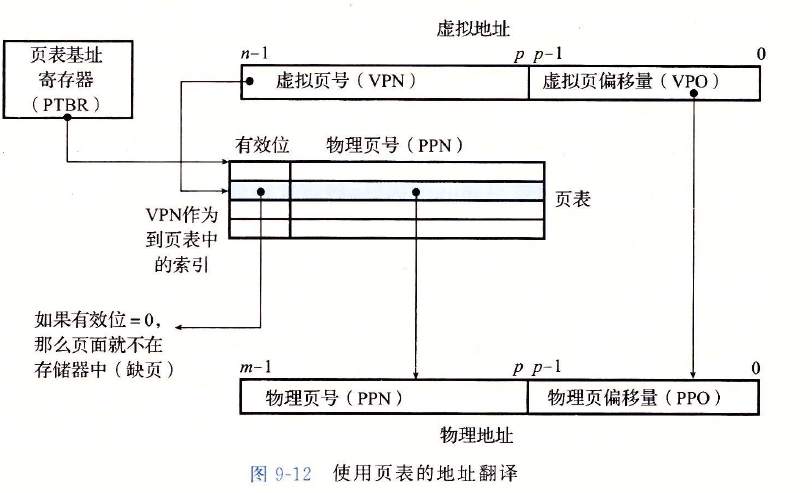 虚拟地址
页表基址
寄存器
（PTBR）
n-1 p p-1 0
虚拟页号（VPN） 虚拟页偏移量（VPO）
有效位 物理页号（PPN）
页表
VPN作为
到页表中
的索引
如果有效位=0，
那么页面就不在
存储器中（缺页）
m-1 p p-1 0
物理页号（PPN） 物理页偏移量（PPO）
物理地址
图 9-12 使用页表的地址翻译